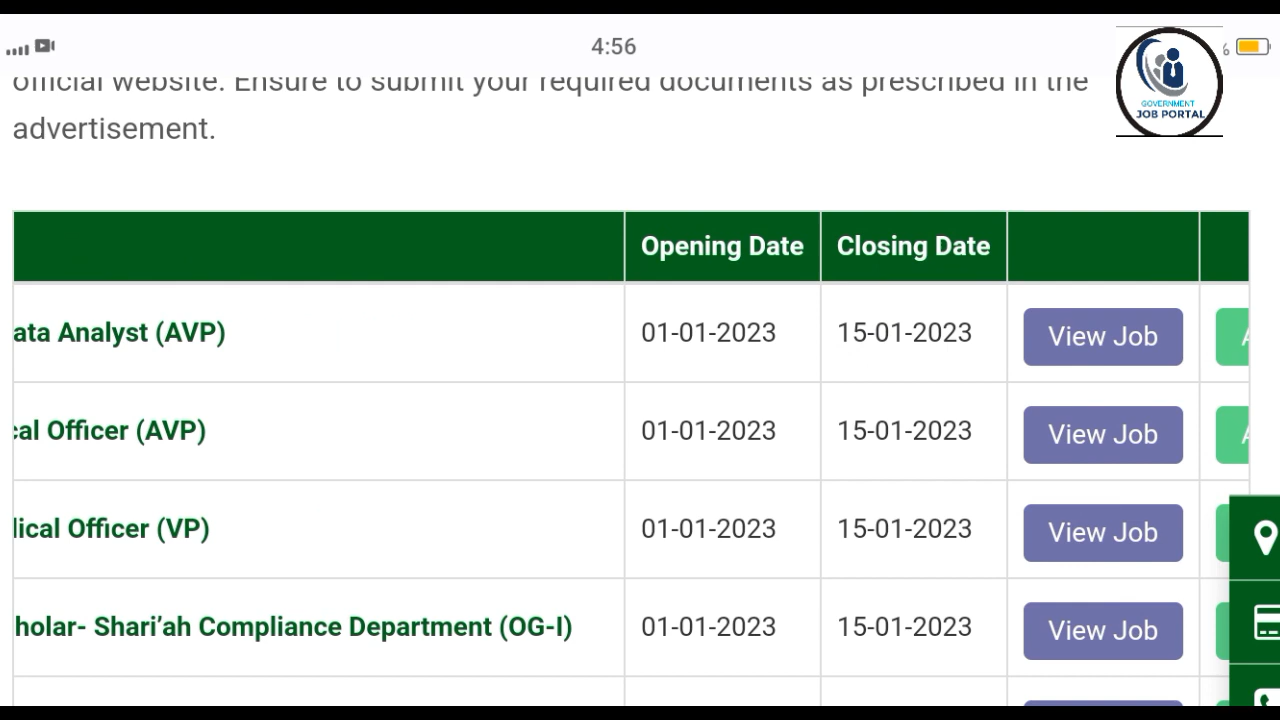 4:56
official website. Ensure to submit your required documents as prescribed in the
advertisement.
GOVERNMENT
JOB PORTAL
Opening Date Closing Date
ata Analyst (AVP) 01-01-2023 15-01-2023 View Job A
cal Officer (AVP) 01-01-2023 15-01-2023 View Job A
lical Officer (VP) 01-01-2023 15-01-2023 View Job
holar- Shari’ah Compliance Department (OG-I) 01-01-2023 15-01-2023 View Job